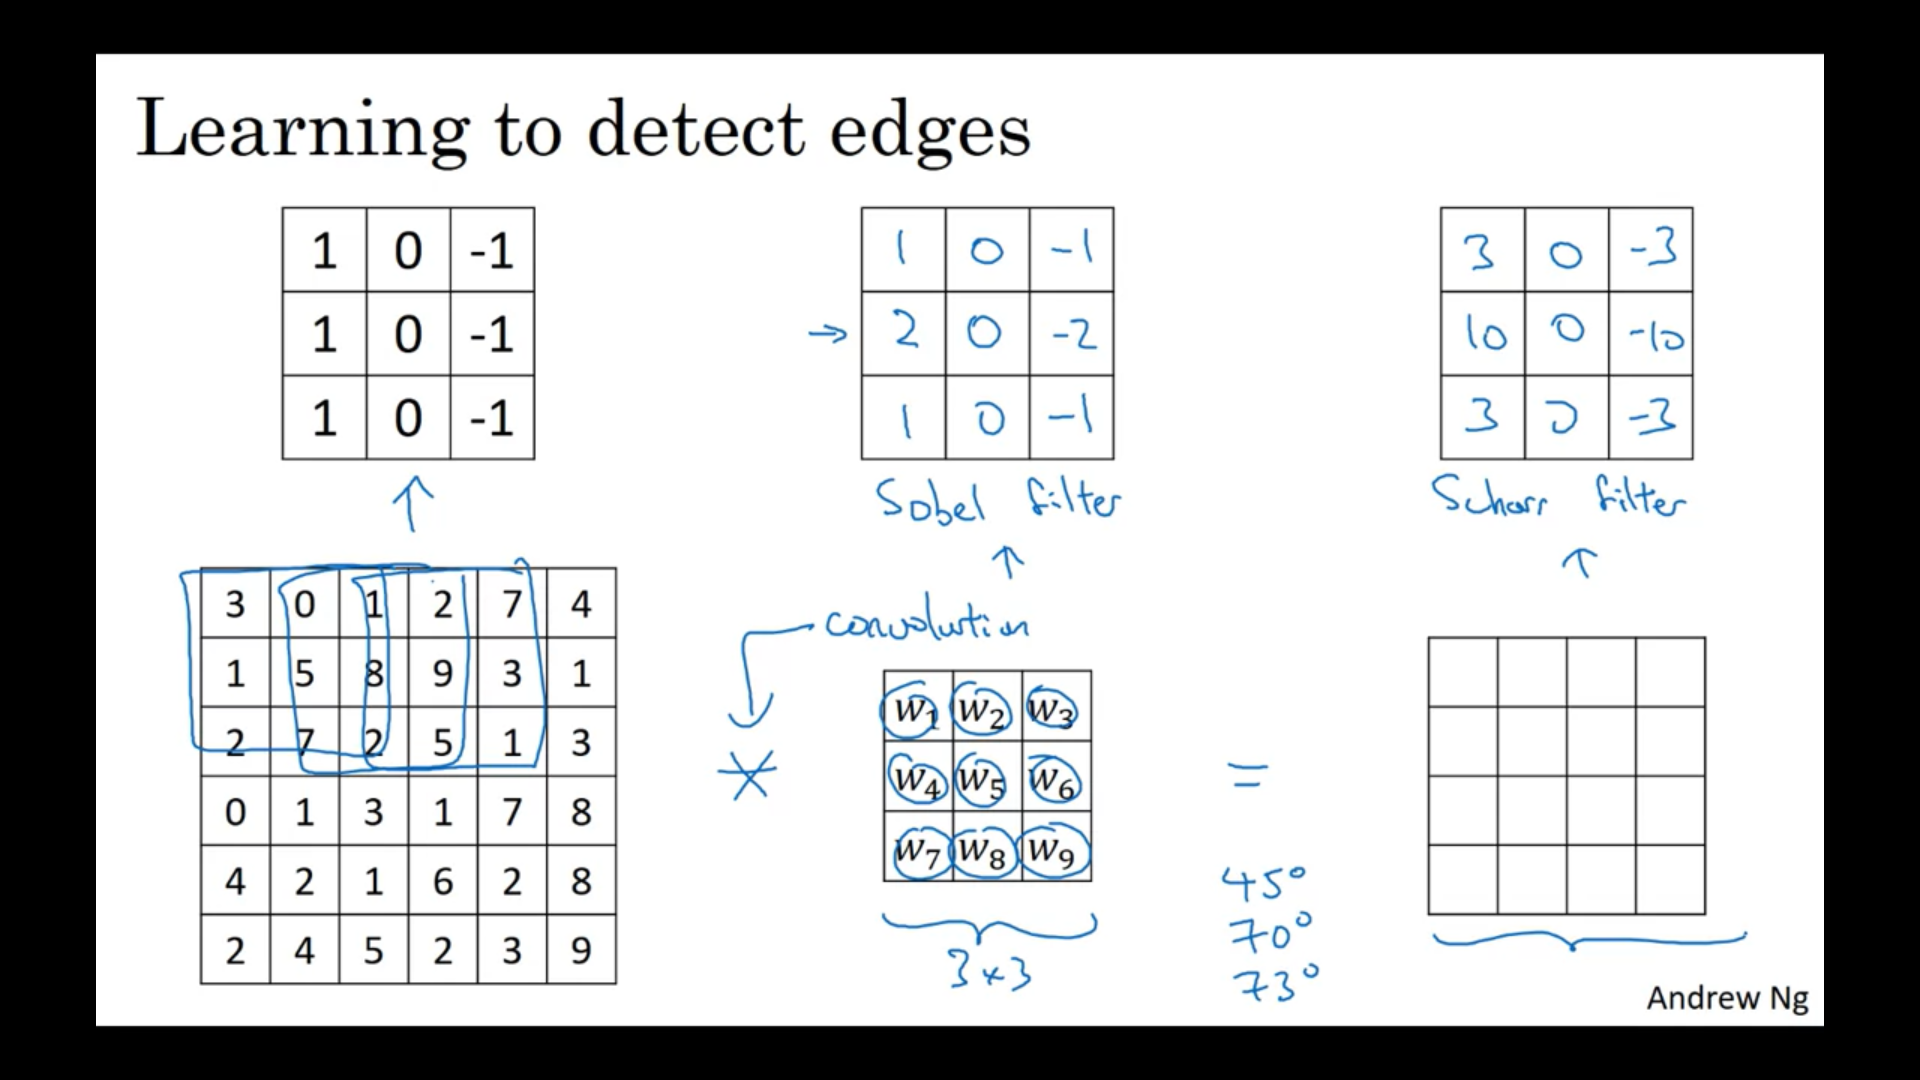 Learning to detect edges
1 0 -1
1 0 -1
1 0 -1
1 0 -1
2 0 -2
1 0 -1
Sobel filter
3 0 -3
10 0 -10
3 0 -3
Scharr filter
3 0 1 2 7 4
1 5 8 9 3 1
2 7 2 5 1 3
0 1 3 1 7 8
4 2 1 6 2 8
2 4 5 2 3 9
convolution
*
w1 w2 w3
w4 w5 w6
w7 w8 w9
3 x 3
=
45°
70°
73°
Andrew Ng